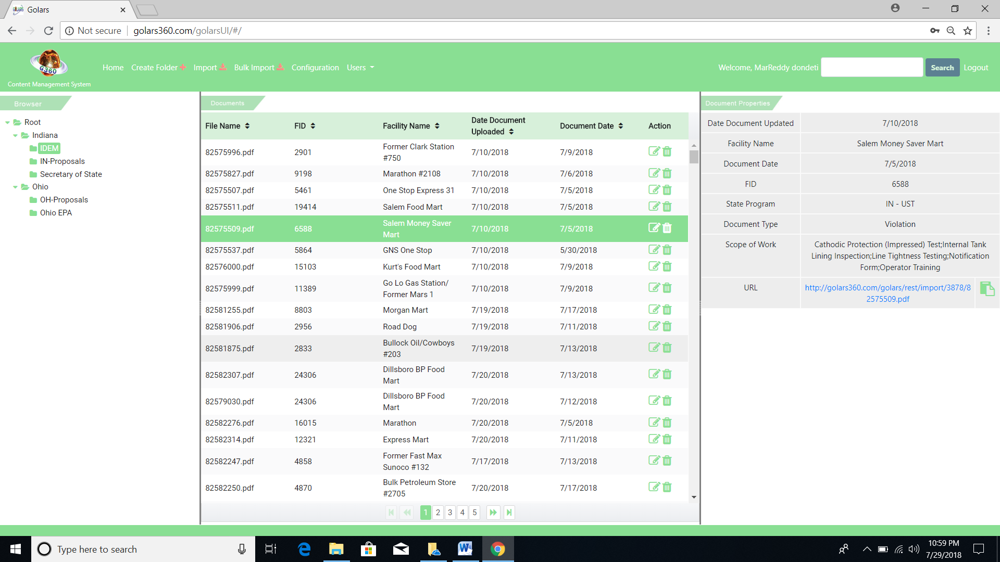 Golars
Not secure golars360.com/golarsUI/#/
G360
Content Management System
Home Create Folder Import Bulk Import Configuration Users
Welcome, MarReddy dondeti Search Logout
Browser
Root
Indiana
IDEM
IN-Proposals
Secretary of State
Ohio
OH-Proposals
Ohio EPA
Documents
File Name FID Facility Name Date Document Uploaded Document Date Action
82575996.pdf 2901 Former Clark Station #750 7/10/2018 7/9/2018
82575827.pdf 9198 Marathon #2108 7/10/2018 7/6/2018
82575507.pdf 5461 One Stop Express 31 7/10/2018 7/5/2018
82575511.pdf 19414 Salem Food Mart 7/10/2018 7/5/2018
82575509.pdf 6588 Salem Money Saver Mart 7/10/2018 7/5/2018
82575537.pdf 5864 GNS One Stop 7/10/2018 5/30/2018
82576000.pdf 15103 Kurt's Food Mart 7/10/2018 7/9/2018
82575999.pdf 11389 Go Lo Gas Station/ Former Mars 1 7/10/2018 7/9/2018
82581255.pdf 8803 Morgan Mart 7/19/2018 7/17/2018
82581906.pdf 2956 Road Dog 7/19/2018 7/11/2018
82581875.pdf 2833 Bullock Oil/Cowboys #203 7/19/2018 7/13/2018
82582307.pdf 24306 Dillsboro BP Food Mart 7/20/2018 7/13/2018
82579030.pdf 24306 Dillsboro BP Food Mart 7/20/2018 7/12/2018
82582276.pdf 16015 Marathon 7/20/2018 7/5/2018
82582314.pdf 12321 Express Mart 7/20/2018 7/11/2018
82582247.pdf 4858 Former Fast Max Sunoco #132 7/17/2018 7/13/2018
82582250.pdf 4870 Bulk Petroleum Store #2705 7/20/2018 7/17/2018
1 2 3 4 5
Document Properties
Date Document Updated 7/10/2018
Facility Name Salem Money Saver Mart
Document Date 7/5/2018
FID 6588
State Program IN - UST
Document Type Violation
Scope of Work Cathodic Protection (Impressed) Test;Internal Tank
Lining Inspection;Line Tightness Testing;Notification
Form;Operator Training
URL http://golars360.com/golars/rest/import/3878/8
2575509.pdf
Type here to search
10:59 PM
7/29/2018